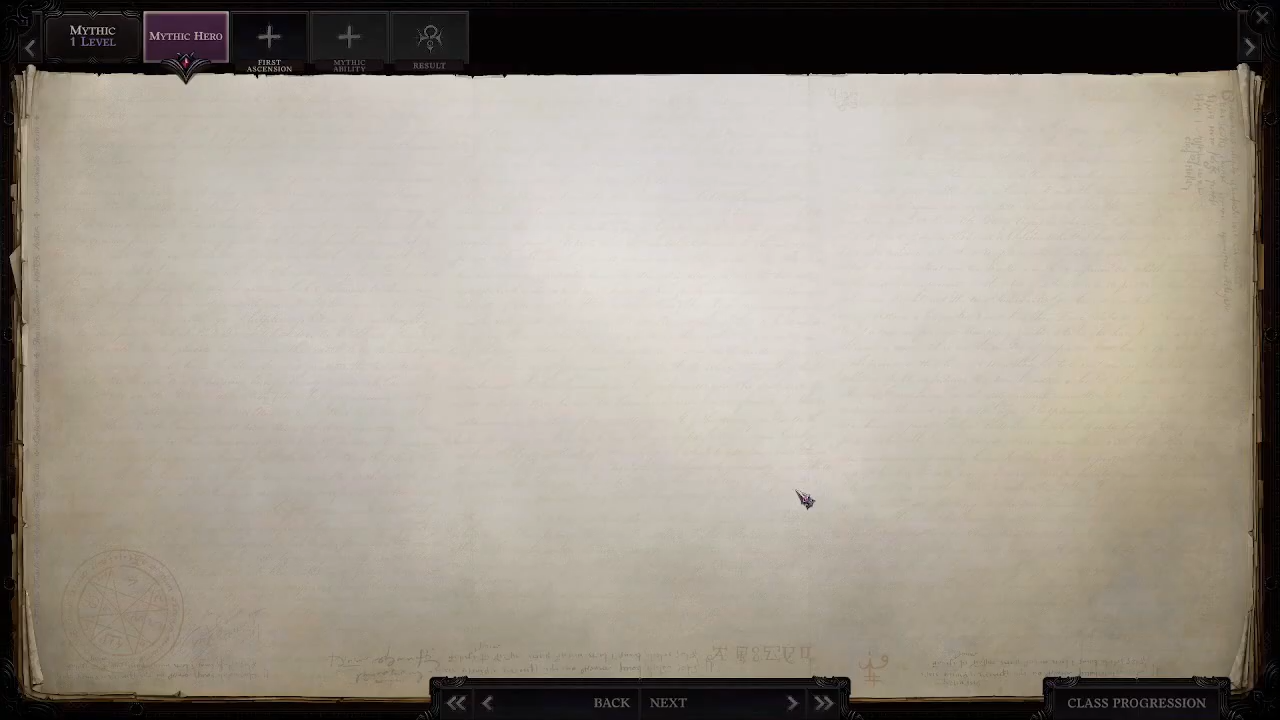 MYTHIC
1 LEVEL
MYTHIC HERO
FIRST
ASCENSION
MYTHIC
ABILITY
RESULT
BACK
NEXT
CLASS PROGRESSION